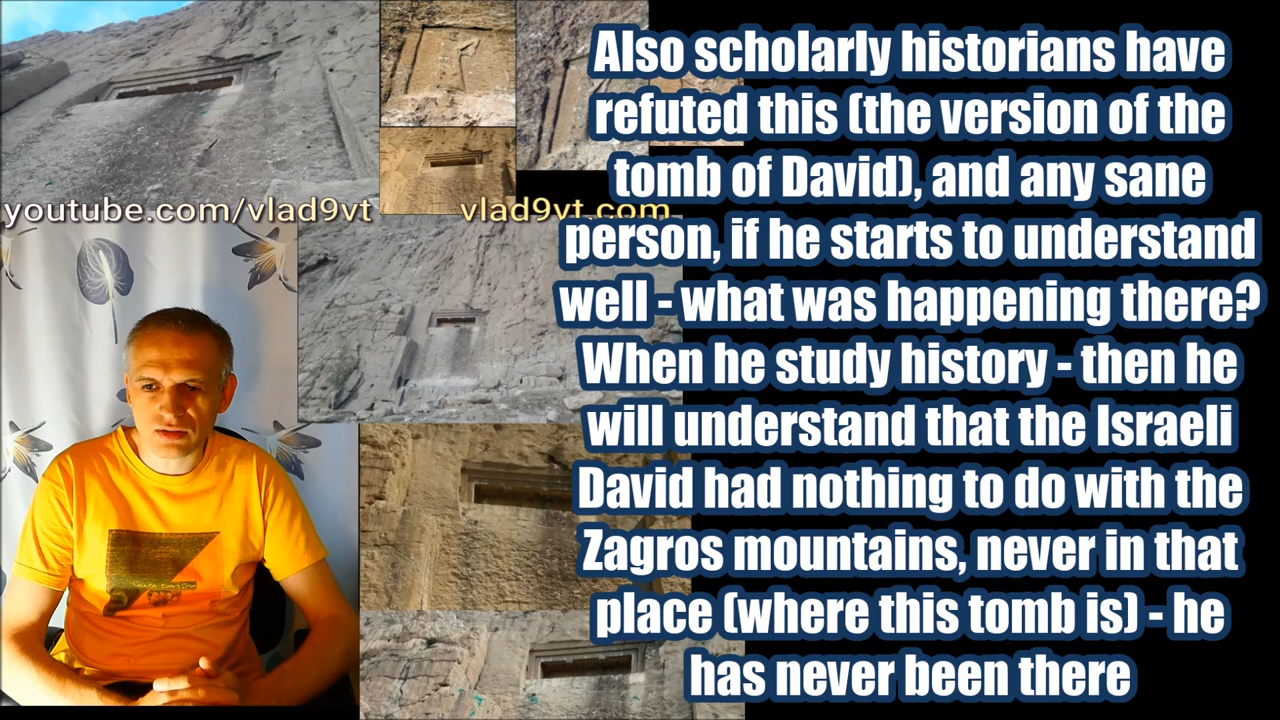 Also scholarly historians have
refuted this (the version of the
tomb of David), and any sane
person, if he starts to understand
well - what was happening there?
When he study history - then he
will understand that the Israeli
David had nothing to do with the
Zagros mountains, never in that
place (where this tomb is) - he
has never been there
youtube.com/vlad9vt
vlad9vt.com